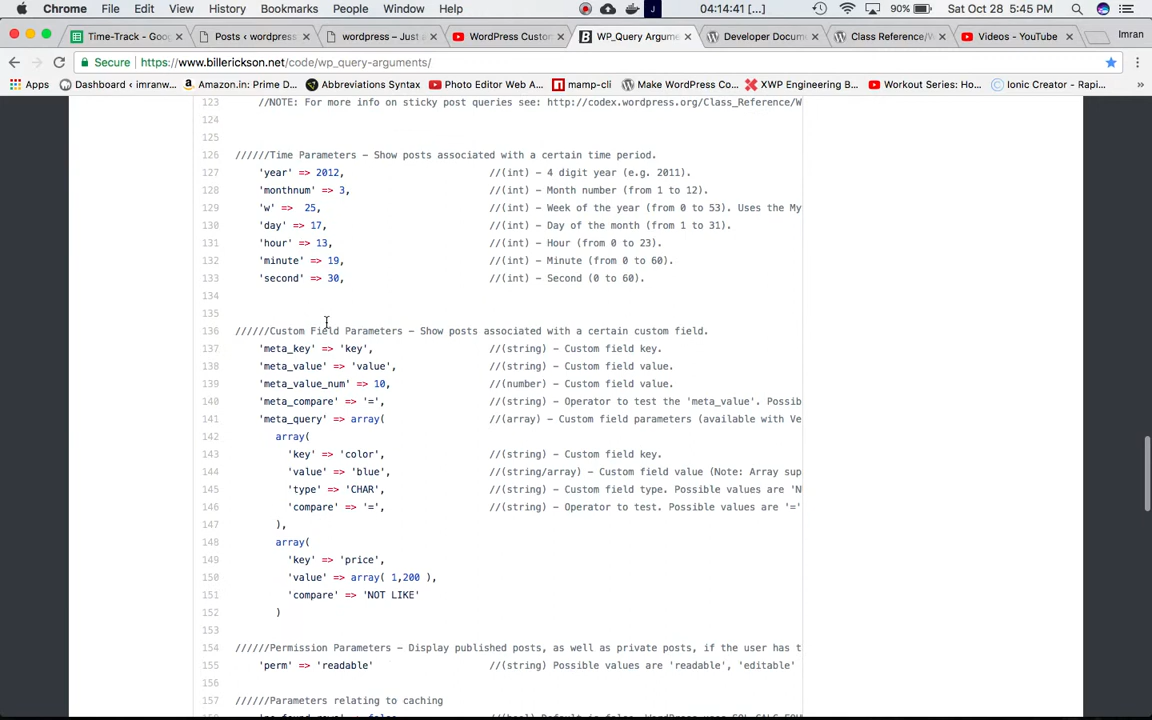 Chrome File Edit View History Bookmarks People Window Help 04:14:41 [...] 90% Sat Oct 28 5:45 PM
Time-Track - Goo Posts ‹ wordpress wordpress – Just a WordPress Custom WP_Query Argume Developer Docum Class Reference/W Videos - YouTube Imran
Secure https://www.billerickson.net/code/wp_query-arguments/
Apps Dashboard ‹ imranw... Amazon.in: Prime D... Abbreviations Syntax Photo Editor Web A... mamp-cli Make WordPress Co... XWP Engineering B... Workout Series: Ho... Ionic Creator - Rapi... »
123 //NOTE: For more info on sticky post queries see: http://codex.wordpress.org/Class_Reference/W
124
125
126 //////Time Parameters - Show posts associated with a certain time period.
127 'year' => 2012, //(int) - 4 digit year (e.g. 2011).
128 'monthnum' => 3, //(int) - Month number (from 1 to 12).
129 'w' => 25, //(int) - Week of the year (from 0 to 53). Uses the My
130 'day' => 17, //(int) - Day of the month (from 1 to 31).
131 'hour' => 13, //(int) - Hour (from 0 to 23).
132 'minute' => 19, //(int) - Minute (from 0 to 60).
133 'second' => 30, //(int) - Second (0 to 60).
134
135
136 //////Custom Field Parameters - Show posts associated with a certain custom field.
137 'meta_key' => 'key', //(string) - Custom field key.
138 'meta_value' => 'value', //(string) - Custom field value.
139 'meta_value_num' => 10, //(number) - Custom field value.
140 'meta_compare' => '=', //(string) - Operator to test the 'meta_value'. Possib
141 'meta_query' => array( //(array) - Custom field parameters (available with Ve
142 array(
143 'key' => 'color', //(string) - Custom field key.
144 'value' => 'blue', //(string/array) - Custom field value (Note: Array sup
145 'type' => 'CHAR', //(string) - Custom field type. Possible values are 'N
146 'compare' => '=', //(string) - Operator to test. Possible values are '='
147 ),
148 array(
149 'key' => 'price',
150 'value' => array( 1,200 ),
151 'compare' => 'NOT LIKE'
152 )
153
154 //////Permission Parameters - Display published posts, as well as private posts, if the user has t
155 'perm' => 'readable' //(string) Possible values are 'readable', 'editable'
156
157 //////Parameters relating to caching